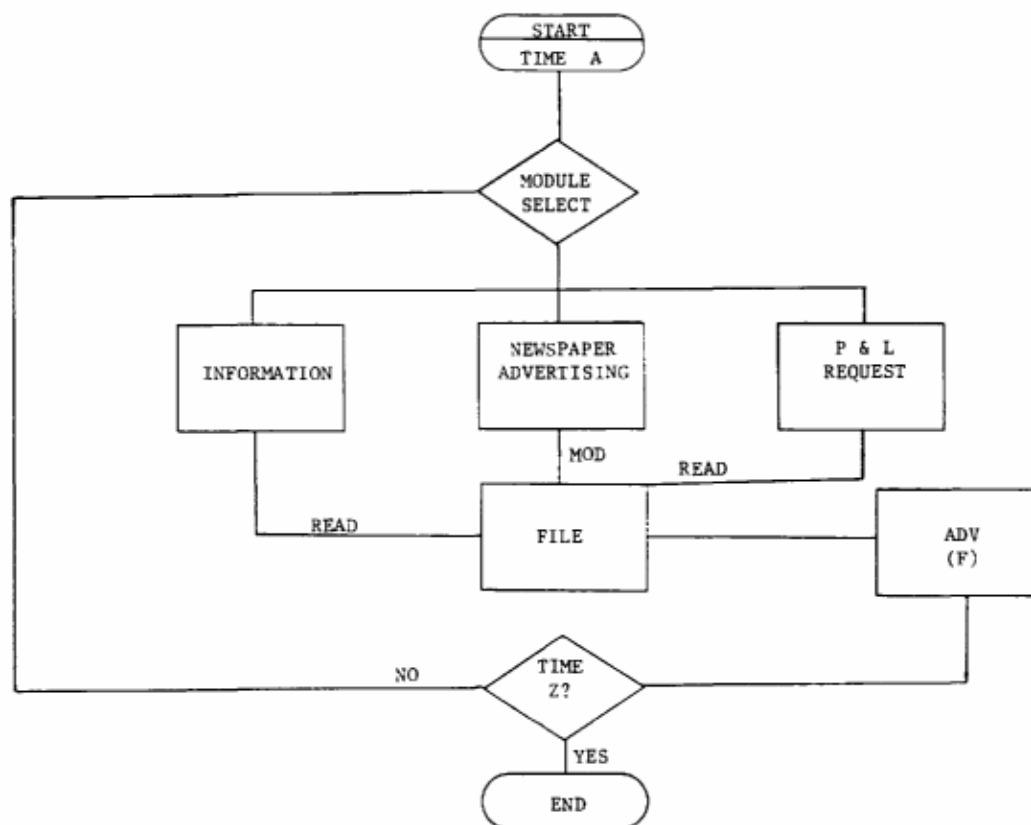 START
TIME A
MODULE
SELECT
INFORMATION
NEWSPAPER
ADVERTISING
P & L
REQUEST
MOD
READ
READ
FILE
ADV
(F)
NO
TIME
Z?
YES
END